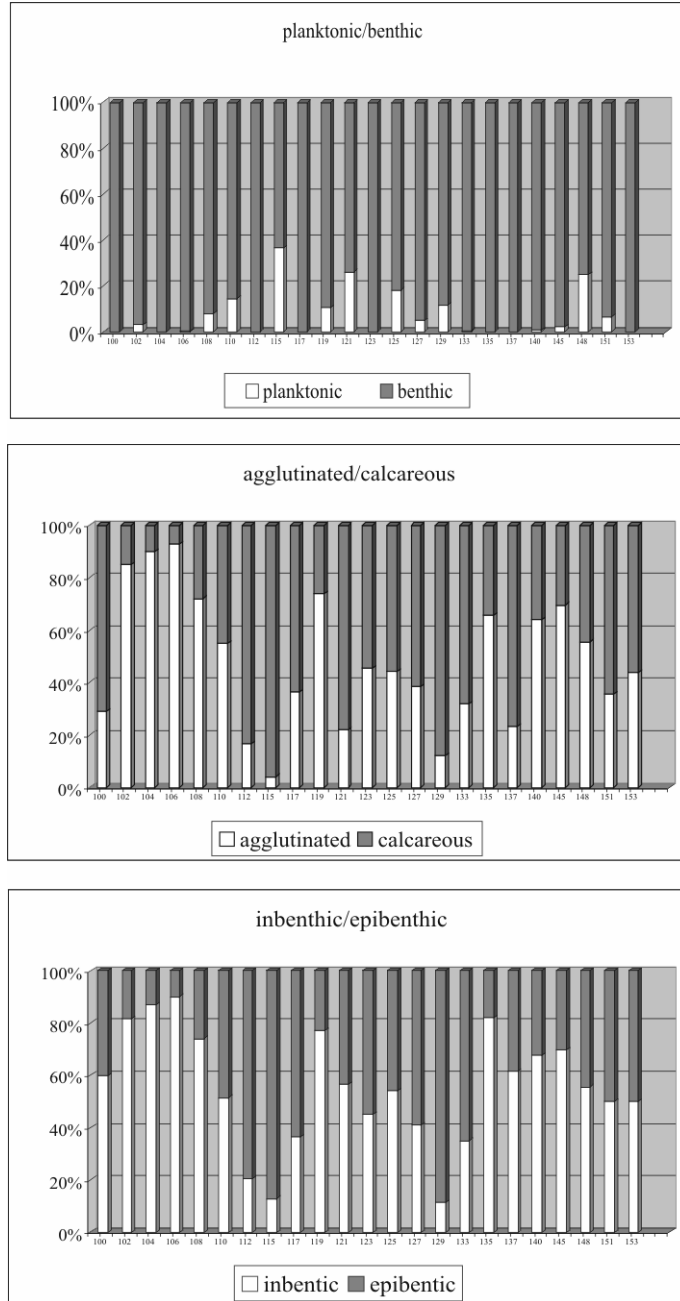 planktonic/benthic
100%
80%
60%
40%
20%
0%
100 102 104 106 108 110 112 115 117 119 121 123 125 127 129 133 135 137 140 145 148 151 153
planktonic benthic
agglutinated/calcareous
100%
80%
60%
40%
20%
0%
100 102 104 106 108 110 112 115 117 119 121 123 125 127 129 133 135 137 140 145 148 151 153
agglutinated calcareous
inbenthic/epibenthic
100%
80%
60%
40%
20%
0%
100 102 104 106 108 110 112 115 117 119 121 123 125 127 129 133 135 137 140 145 148 151 153
inbentic epibentic